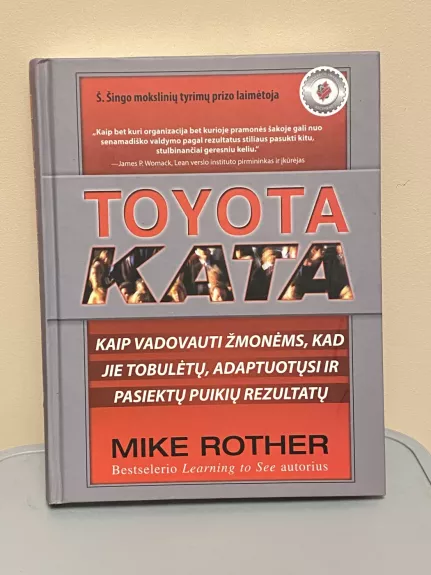 Š. Šingo mokslinių tyrimų prizo laimėtoja
„Kaip bet kuri organizacija bet kurioje pramonės šakoje gali nuo
senamadiško valdymo pagal rezultatus stiliaus pasukti kitu,
stulbinančiai geresniu keliu.“
—James P. Womack, Lean verslo instituto pirmininkas ir įkūrėjas
TOYOTA
KATA
KAIP VADOVAUTI ŽMONĖMS, KAD
JIE TOBULĖTŲ, ADAPTUOTŲSI IR
PASIEKTŲ PUIKIŲ REZULTATŲ
MIKE ROTHER
Bestselerio Learning to See autorius